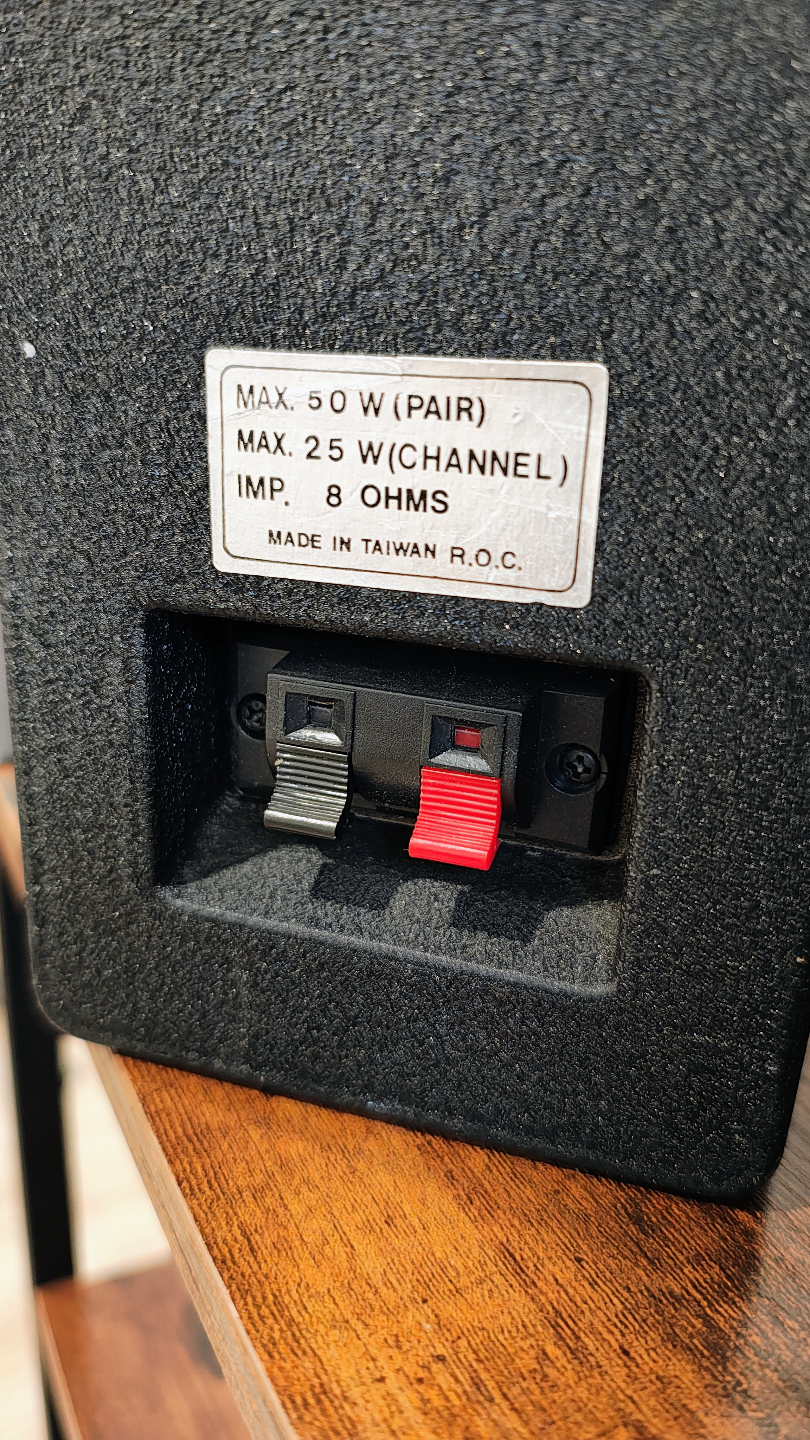 MAX. 50 W (PAIR)
MAX. 25 W (CHANNEL)
IMP. 8 OHMS
MADE IN TAIWAN R.O.C.